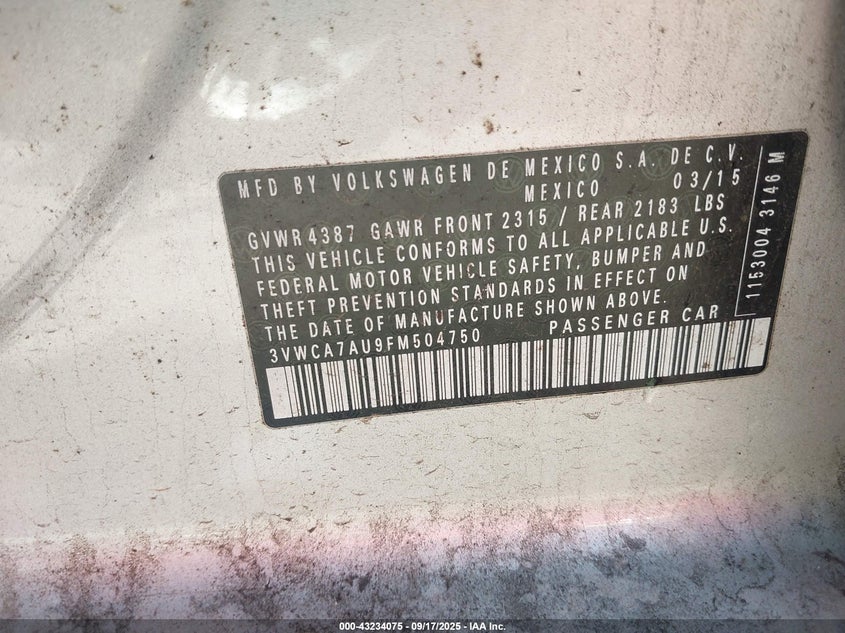 MFD BY VOLKSWAGEN DE MEXICO S.A. DE C.V.
MEXICO 03/15
GVWR 4387 GAWR FRONT 2315 / REAR 2183 LBS
THIS VEHICLE CONFORMS TO ALL APPLICABLE U.S.
FEDERAL MOTOR VEHICLE SAFETY, BUMPER AND
THEFT PREVENTION STANDARDS IN EFFECT ON
THE DATE OF MANUFACTURE SHOWN ABOVE.
3VWCA7AU9FM504750 PASSENGER CAR
1153004 3146 M
000-43234075 - 09/17/2025 - IAA Inc.